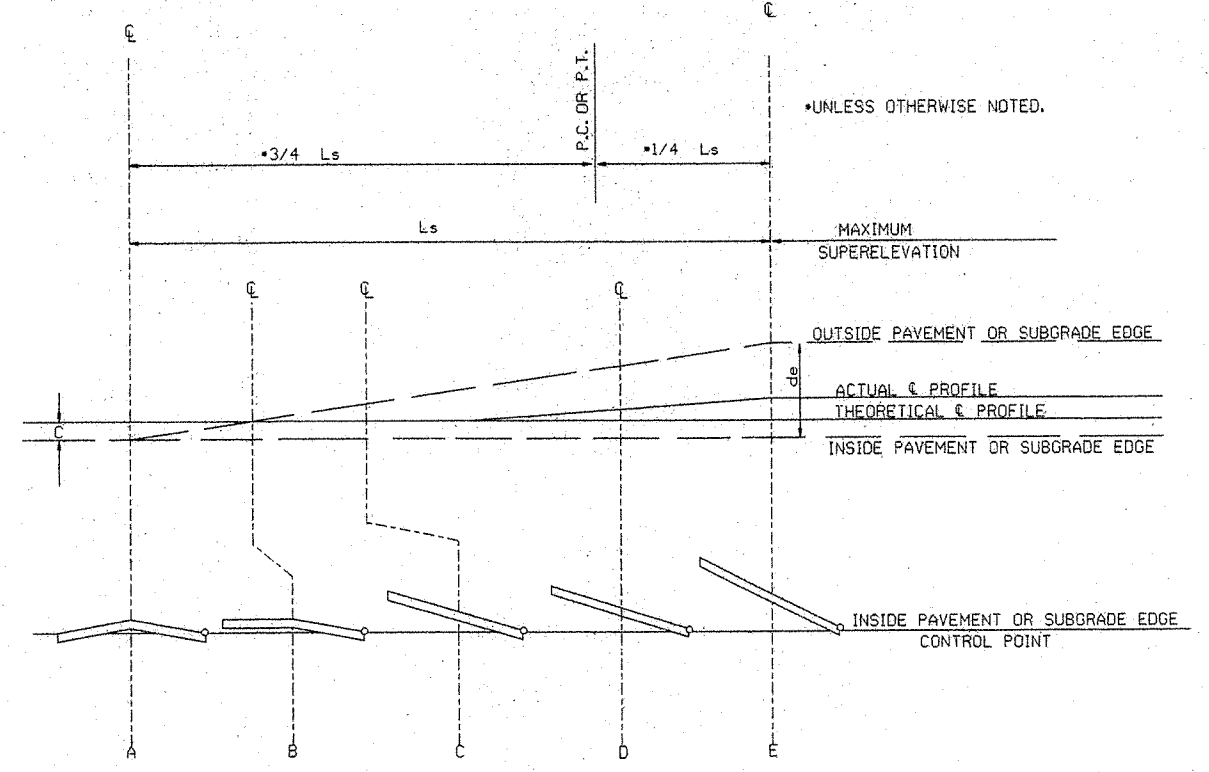 ℄
℄
P.C. OR P.T.
*UNLESS OTHERWISE NOTED.
*3/4 Ls
*1/4 Ls
Ls
MAXIMUM
SUPERELEVATION
℄
℄
℄
OUTSIDE PAVEMENT OR SUBGRADE EDGE
de
ACTUAL ℄ PROFILE
THEORETICAL ℄ PROFILE
C
INSIDE PAVEMENT OR SUBGRADE EDGE
INSIDE PAVEMENT OR SUBGRADE EDGE
CONTROL POINT
A B C D E